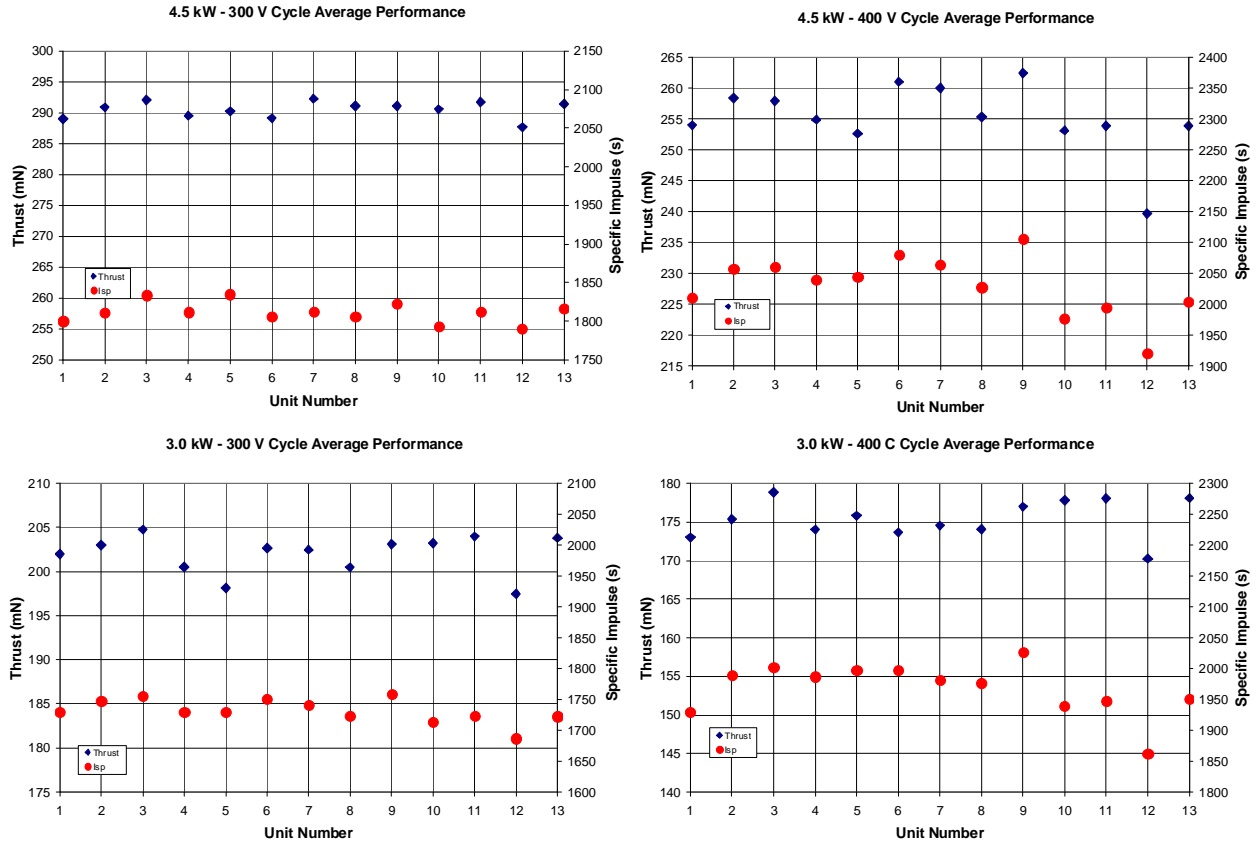 4.5 kW - 300 V Cycle Average Performance
300
295
290
285
280
275
270
265
260
255
250
Thrust (mN)
2150
2100
2050
2000
1950
1900
1850
1800
1750
Specific Impulse (s)
Thrust
Isp
1 2 3 4 5 6 7 8 9 10 11 12 13
Unit Number
4.5 kW - 400 V Cycle Average Performance
265
260
255
250
245
240
235
230
225
220
215
Thrust (mN)
2400
2350
2300
2250
2200
2150
2100
2050
2000
1950
1900
Specific Impulse (s)
Thrust
Isp
1 2 3 4 5 6 7 8 9 10 11 12 13
Unit Number
3.0 kW - 300 V Cycle Average Performance
210
205
200
195
190
185
180
175
Thrust (mN)
2100
2050
2000
1950
1900
1850
1800
1750
1700
1650
1600
Specific Impulse (s)
Thrust
Isp
1 2 3 4 5 6 7 8 9 10 11 12 13
Unit Number
3.0 kW - 400 C Cycle Average Performance
180
175
170
165
160
155
150
145
140
Thrust (mN)
2300
2250
2200
2150
2100
2050
2000
1950
1900
1850
1800
Specific Impulse (s)
Thrust
Isp
1 2 3 4 5 6 7 8 9 10 11 12 13
Unit Number